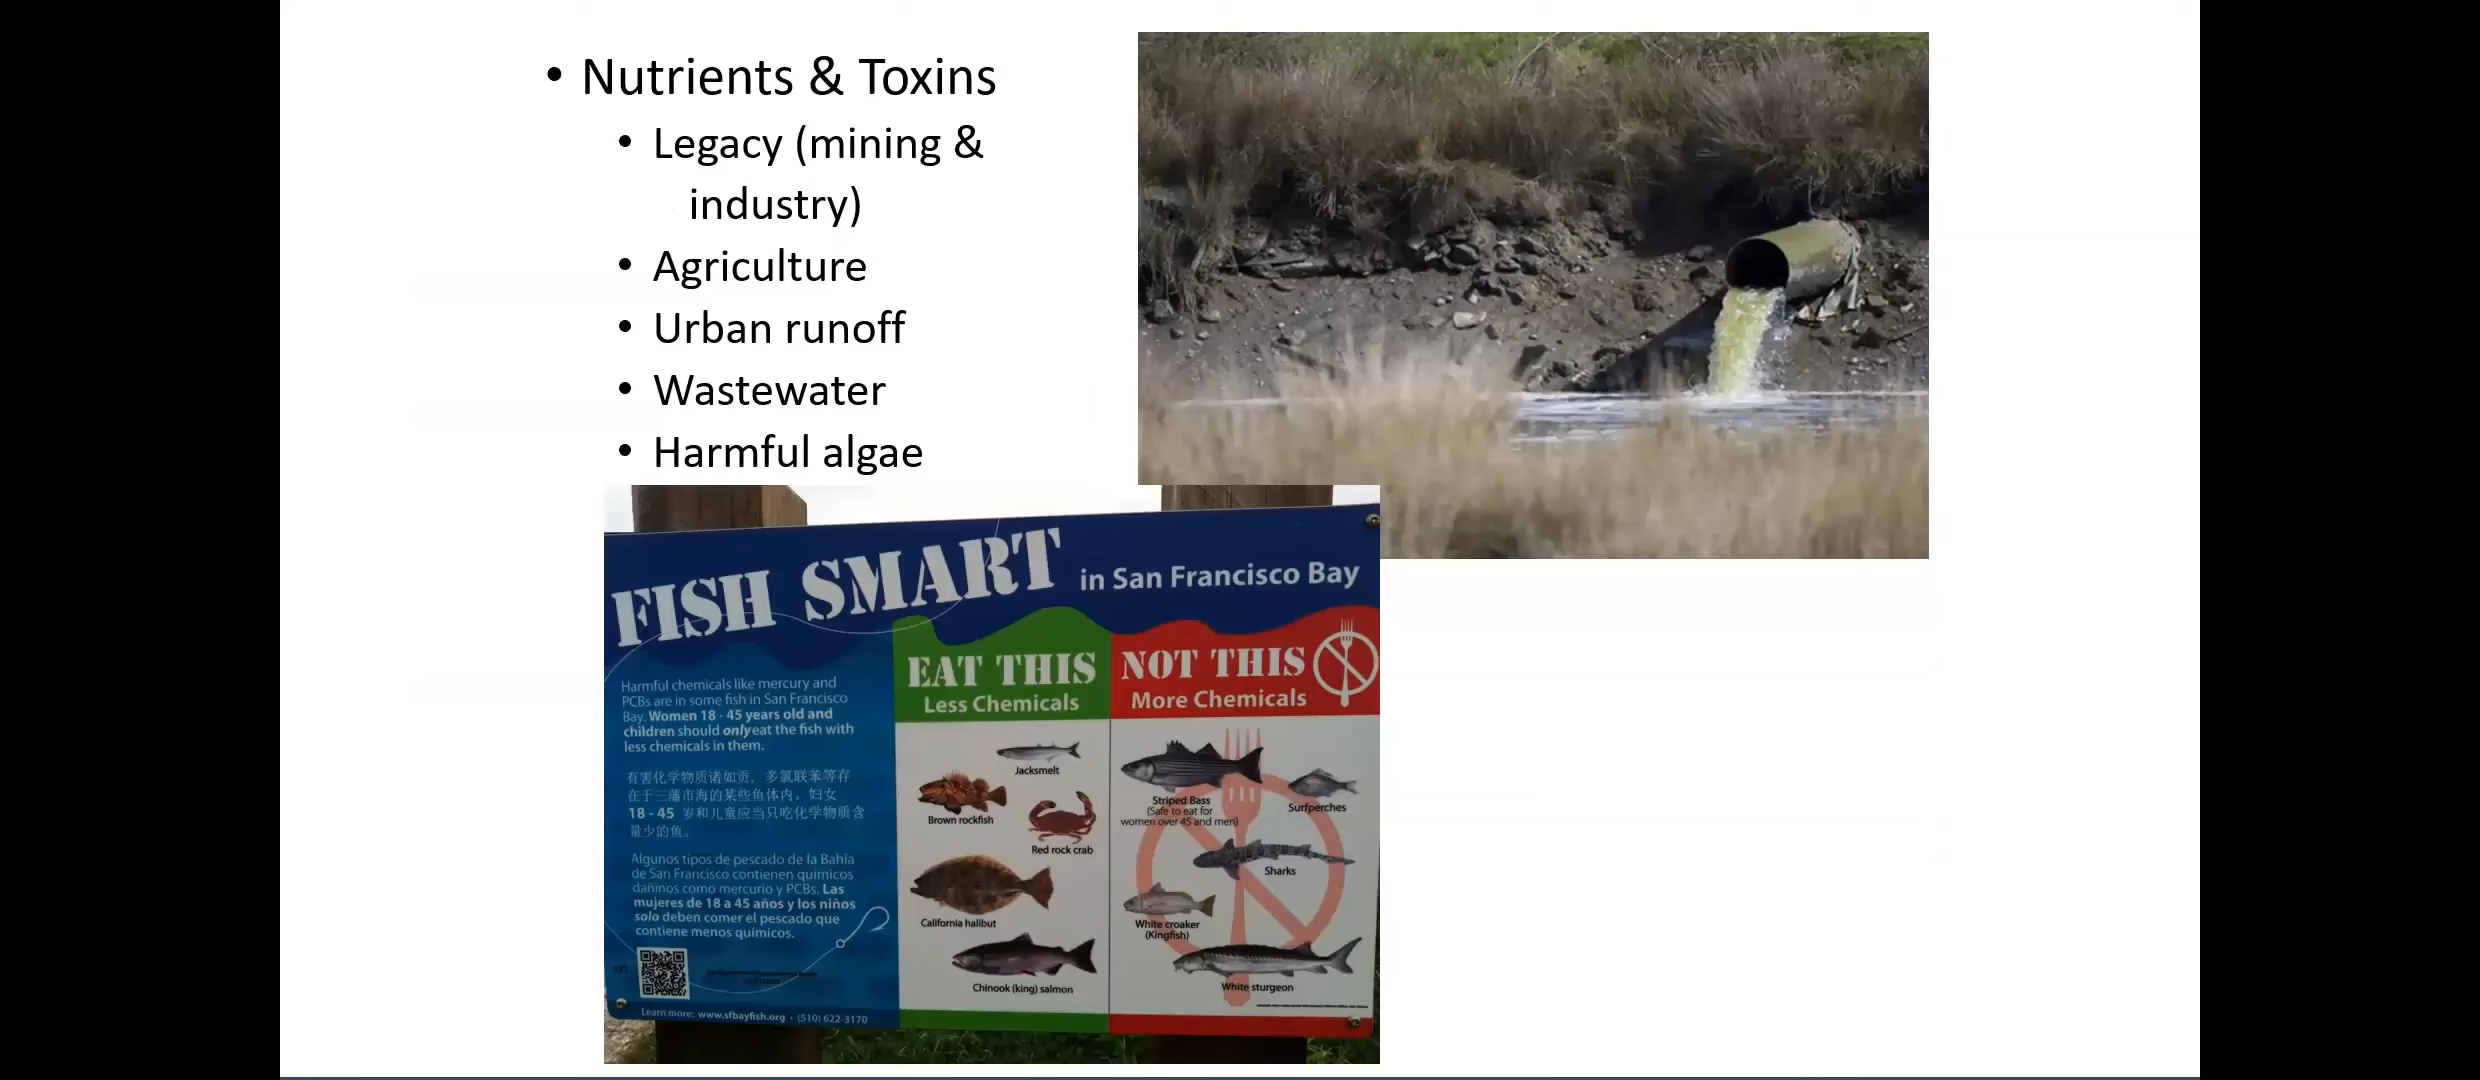 • Nutrients & Toxins
• Legacy (mining &
industry)
• Agriculture
• Urban runoff
• Wastewater
• Harmful algae
FISH SMART in San Francisco Bay
Harmful chemicals like mercury and
PCBs are in some fish in San Francisco
Bay. Women 18 - 45 years old and
children should only eat the fish with
less chemicals in them.
有害化学物质诸如贡，多氯联苯等存
在于三藩市海的某些鱼体内。妇女
18 - 45 岁和儿童应当只吃化学物质含
量少的鱼。
Algunos tipos de pescado de la Bahía
de San Francisco contienen químicos
dañinos como mercurio y PCBs. Las
mujeres de 18 a 45 años y los niños
solo deben comer el pescado que
contiene menos químicos.
Learn more: www.sfbayfish.org • (510) 622-3170
EAT THIS
Less Chemicals
Jacksmelt
Brown rockfish
Red rock crab
California halibut
Chinook (king) salmon
NOT THIS
More Chemicals
Striped Bass
(Safe to eat for
women over 45 and men)
Surfperches
Sharks
White croaker
(Kingfish)
White sturgeon